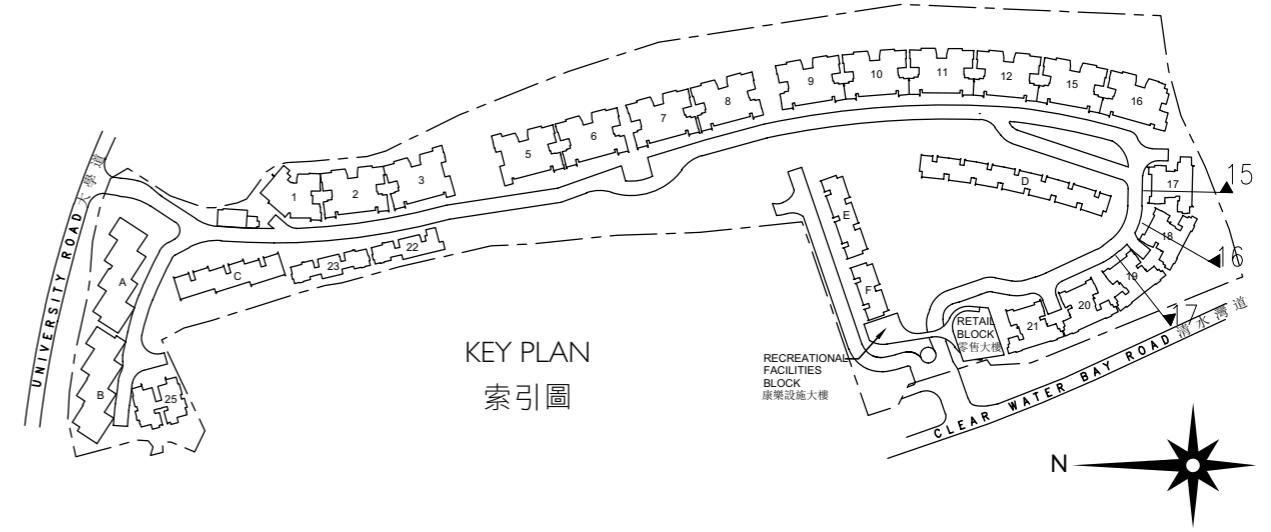 9
10
11
12
15
16
8
7
6
5
3
2
1
UNIVERSITY ROAD 大學道
A
B
C
23
22
25
D
E
F
17
18
19
20
21
15
16
17
KEY PLAN
索引圖
RECREATIONAL
FACILITIES
BLOCK
康樂設施大樓
RETAIL
BLOCK
零售大樓
CLEAR WATER BAY ROAD 清水灣道
N